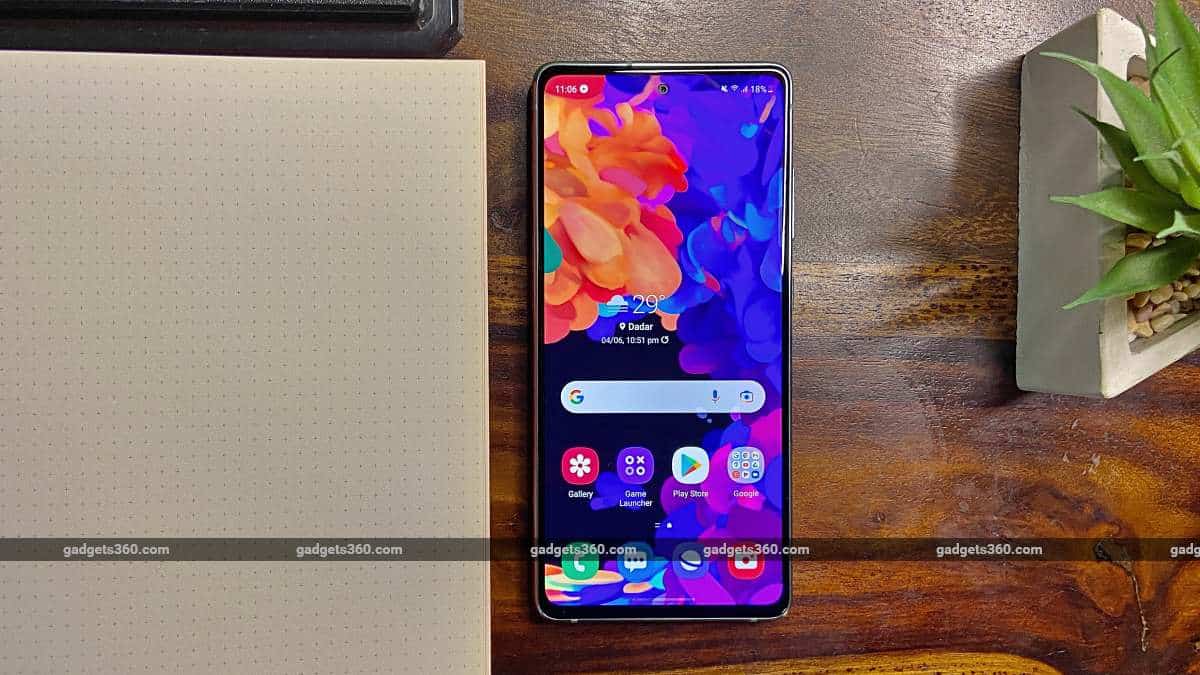 11:06
18%
29°
Dadar
04/06, 10:51 pm
G
Gallery
Game
Launcher
Play Store
Google
gadgets360.com gadgets360.com gadgets360.com gadgets360.com gadgets360.com gadg